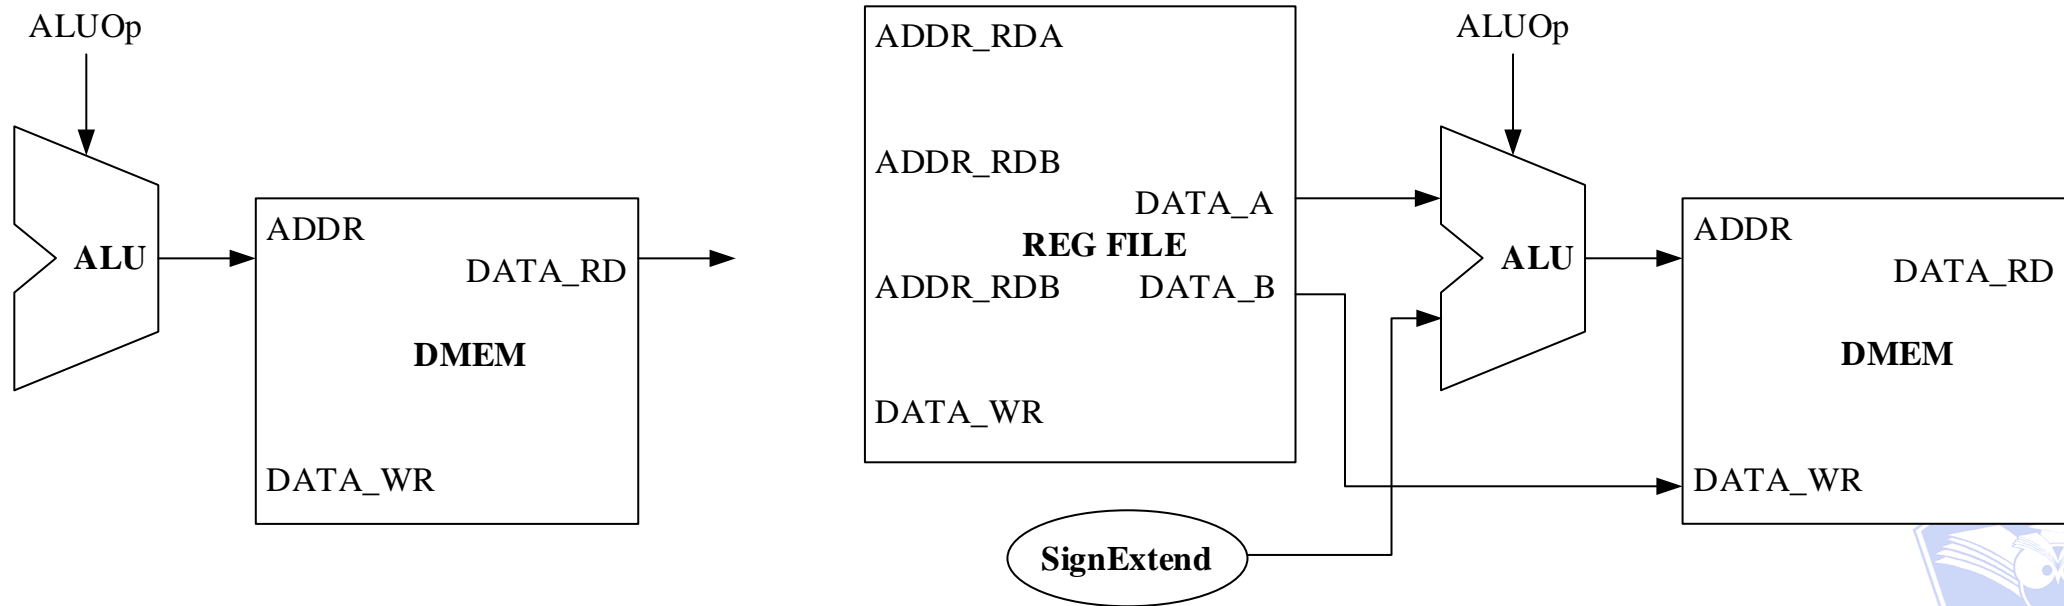 ALUOp
ALU
ADDR
DATA_RD
DMEM
DATA_WR
ADDR_RDA
ADDR_RDB
DATA_A
REG FILE
ADDR_RDB
DATA_B
DATA_WR
SignExtend
ALUOp
ALU
ADDR
DATA_RD
DMEM
DATA_WR